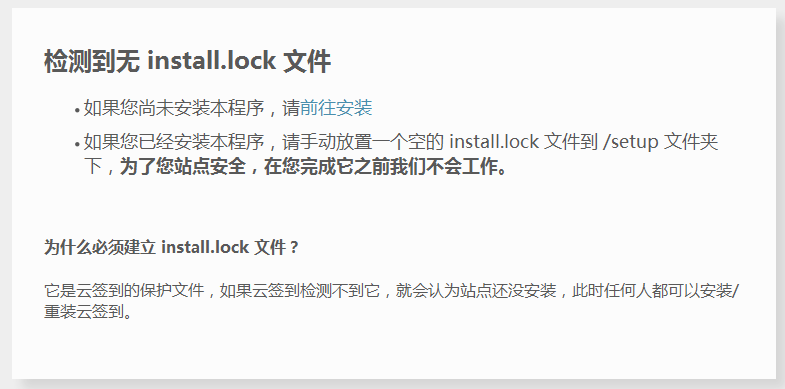 检测到无 install.lock 文件
• 如果您尚未安装本程序，请前往安装
• 如果您已经安装本程序，请手动放置一个空的 install.lock 文件到 /setup 文件夹
下，为了您站点安全，在您完成它之前我们不会工作。
为什么必须建立 install.lock 文件？
它是云签到的保护文件，如果云签到检测不到它，就会认为站点还没安装，此时任何人都可以安装/
重装云签到。